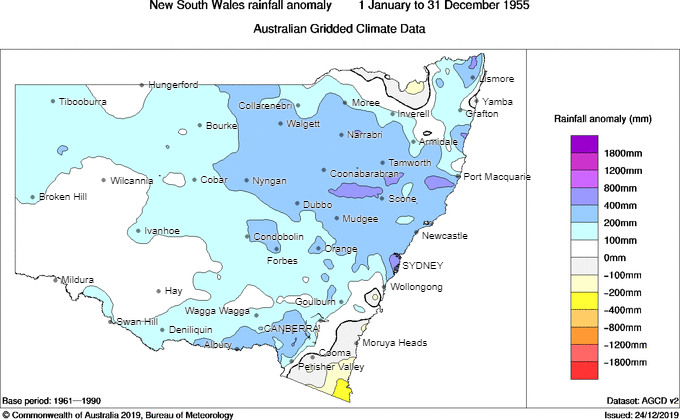 New South Wales rainfall anomaly 1 January to 31 December 1955
Australian Gridded Climate Data
Hungerford
Tibooburra
Collarenebri
Moree
Lismore
Yamba
Grafton
Inverell
Bourke
Walgett
Narrabri
Armidale
Tamworth
Coonabarabran
Port Macquarie
Wilcannia
Cobar
Nyngan
Broken Hill
Scone
Dubbo
Mudgee
Ivanhoe
Condobolin
Newcastle
Orange
Forbes
SYDNEY
Mildura
Wollongong
Hay
Goulburn
Wagga Wagga
Swan Hill
Deniliquin
CANBERRA
Albury
Moruya Heads
Cooma
Perisher Valley
Rainfall anomaly (mm)
1800mm
1200mm
800mm
400mm
200mm
100mm
0mm
-100mm
-200mm
-400mm
-800mm
-1200mm
-1800mm
Base period: 1961—1990
Dataset: AGCD v2
© Commonwealth of Australia 2019, Bureau of Meteorology
Issued: 24/12/2019